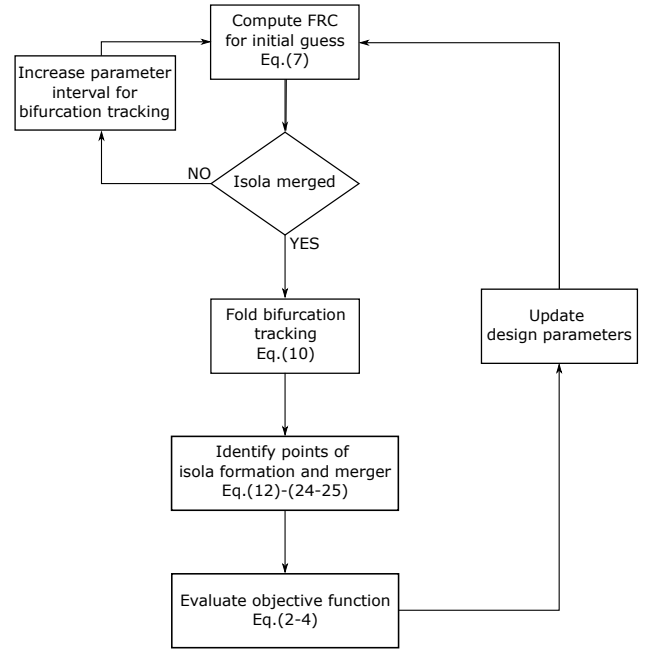 Compute FRC
for initial guess
Eq.(7)
Increase parameter
interval for
bifurcation tracking
NO
Isola merged
YES
Fold bifurcation
tracking
Eq.(10)
Update
design parameters
Identify points of
isola formation and merger
Eq.(12)-(24-25)
Evaluate objective function
Eq.(2-4)